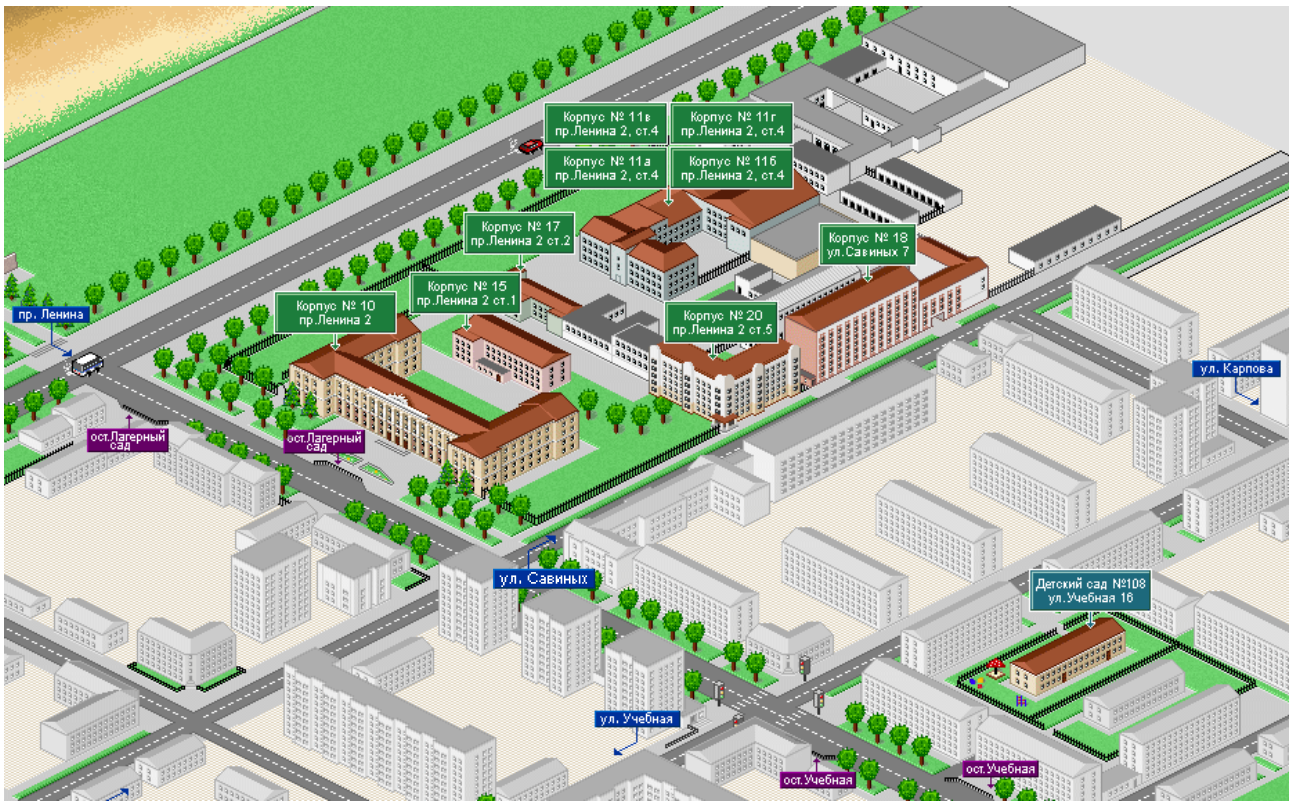 Корпус № 11в
пр.Ленина 2, ст.4
Корпус № 11г
пр.Ленина 2, ст.4
Корпус № 11а
пр.Ленина 2, ст.4
Корпус № 11б
пр.Ленина 2, ст.4
Корпус № 17
пр.Ленина 2 ст.2
Корпус № 18
ул.Савиных 7
Корпус № 15
пр.Ленина 2 ст.1
Корпус № 10
пр.Ленина 2
Корпус № 20
пр.Ленина 2 ст.5
пр. Ленина
ул. Карпова
ост.Лагерный
сад
ост.Лагерный
сад
ул. Савиных
Детский сад №108
ул.Учебная 16
ул. Учебная
ост.Учебная
ост.Учебная